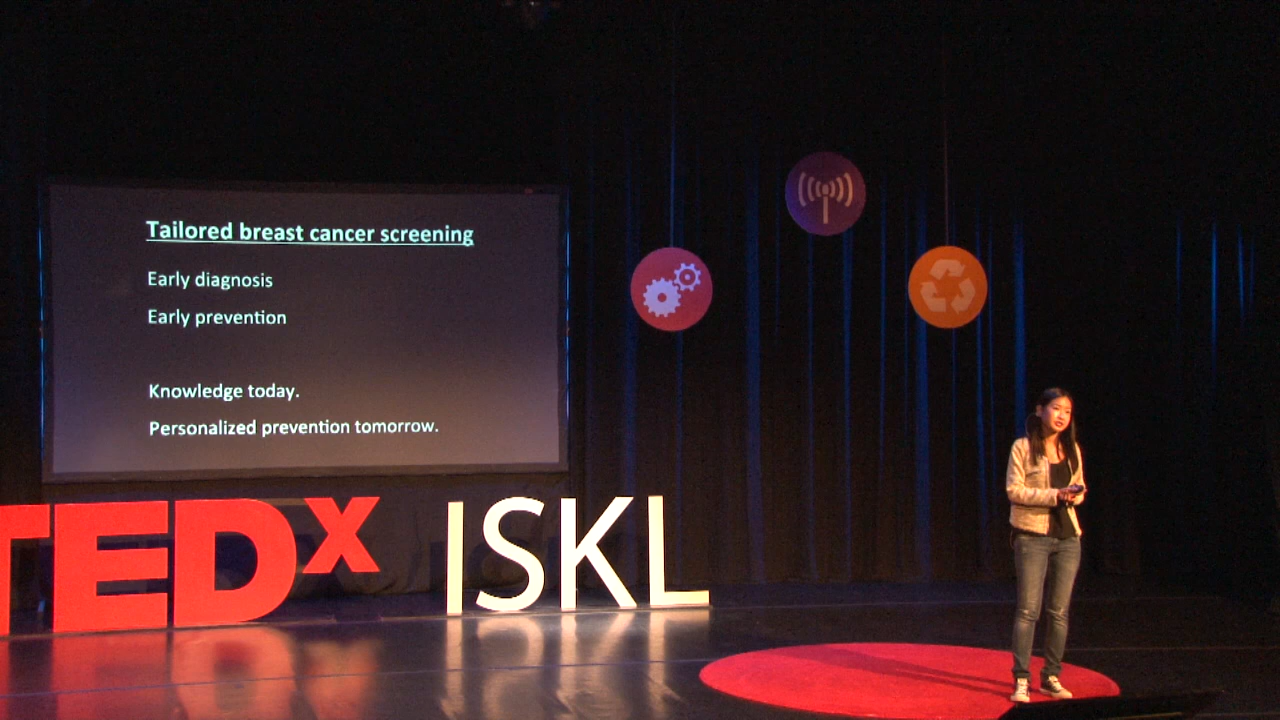 Tailored breast cancer screening
Early diagnosis
Early prevention
Knowledge today.
Personalized prevention tomorrow.
TEDx ISKL